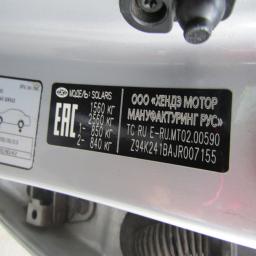 МОДЕЛЬ: SOLARIS
ООО «ХЕНДЭ МОТОР
МАНУФАКТУРИНГ РУС»
ЕАС
1560 КГ
2560 КГ
1- 850 КГ
2- 840 КГ
ТС RU E-RU.MT02.00590
Z94K241BAJR007155